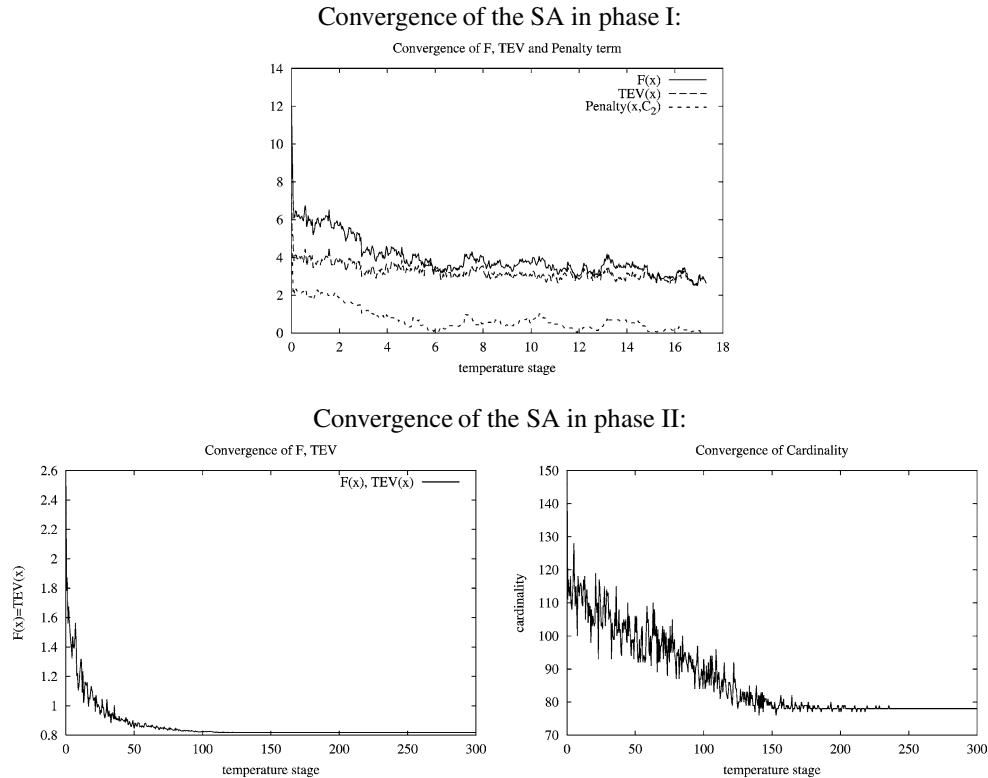 Convergence of the SA in phase I:
Convergence of F, TEV and Penalty term
F(x)
TEV(x)
Penalty(x,C2)
14
12
10
8
6
4
2
0
0 2 4 6 8 10 12 14 16 18
temperature stage
Convergence of the SA in phase II:
Convergence of F, TEV
F(x), TEV(x)
F(x)=TEV(x)
2.6
2.4
2.2
2
1.8
1.6
1.4
1.2
1
0.8
0 50 100 150 200 250 300
temperature stage
Convergence of Cardinality
cardinality
150
140
130
120
110
100
90
80
70
0 50 100 150 200 250 300
temperature stage